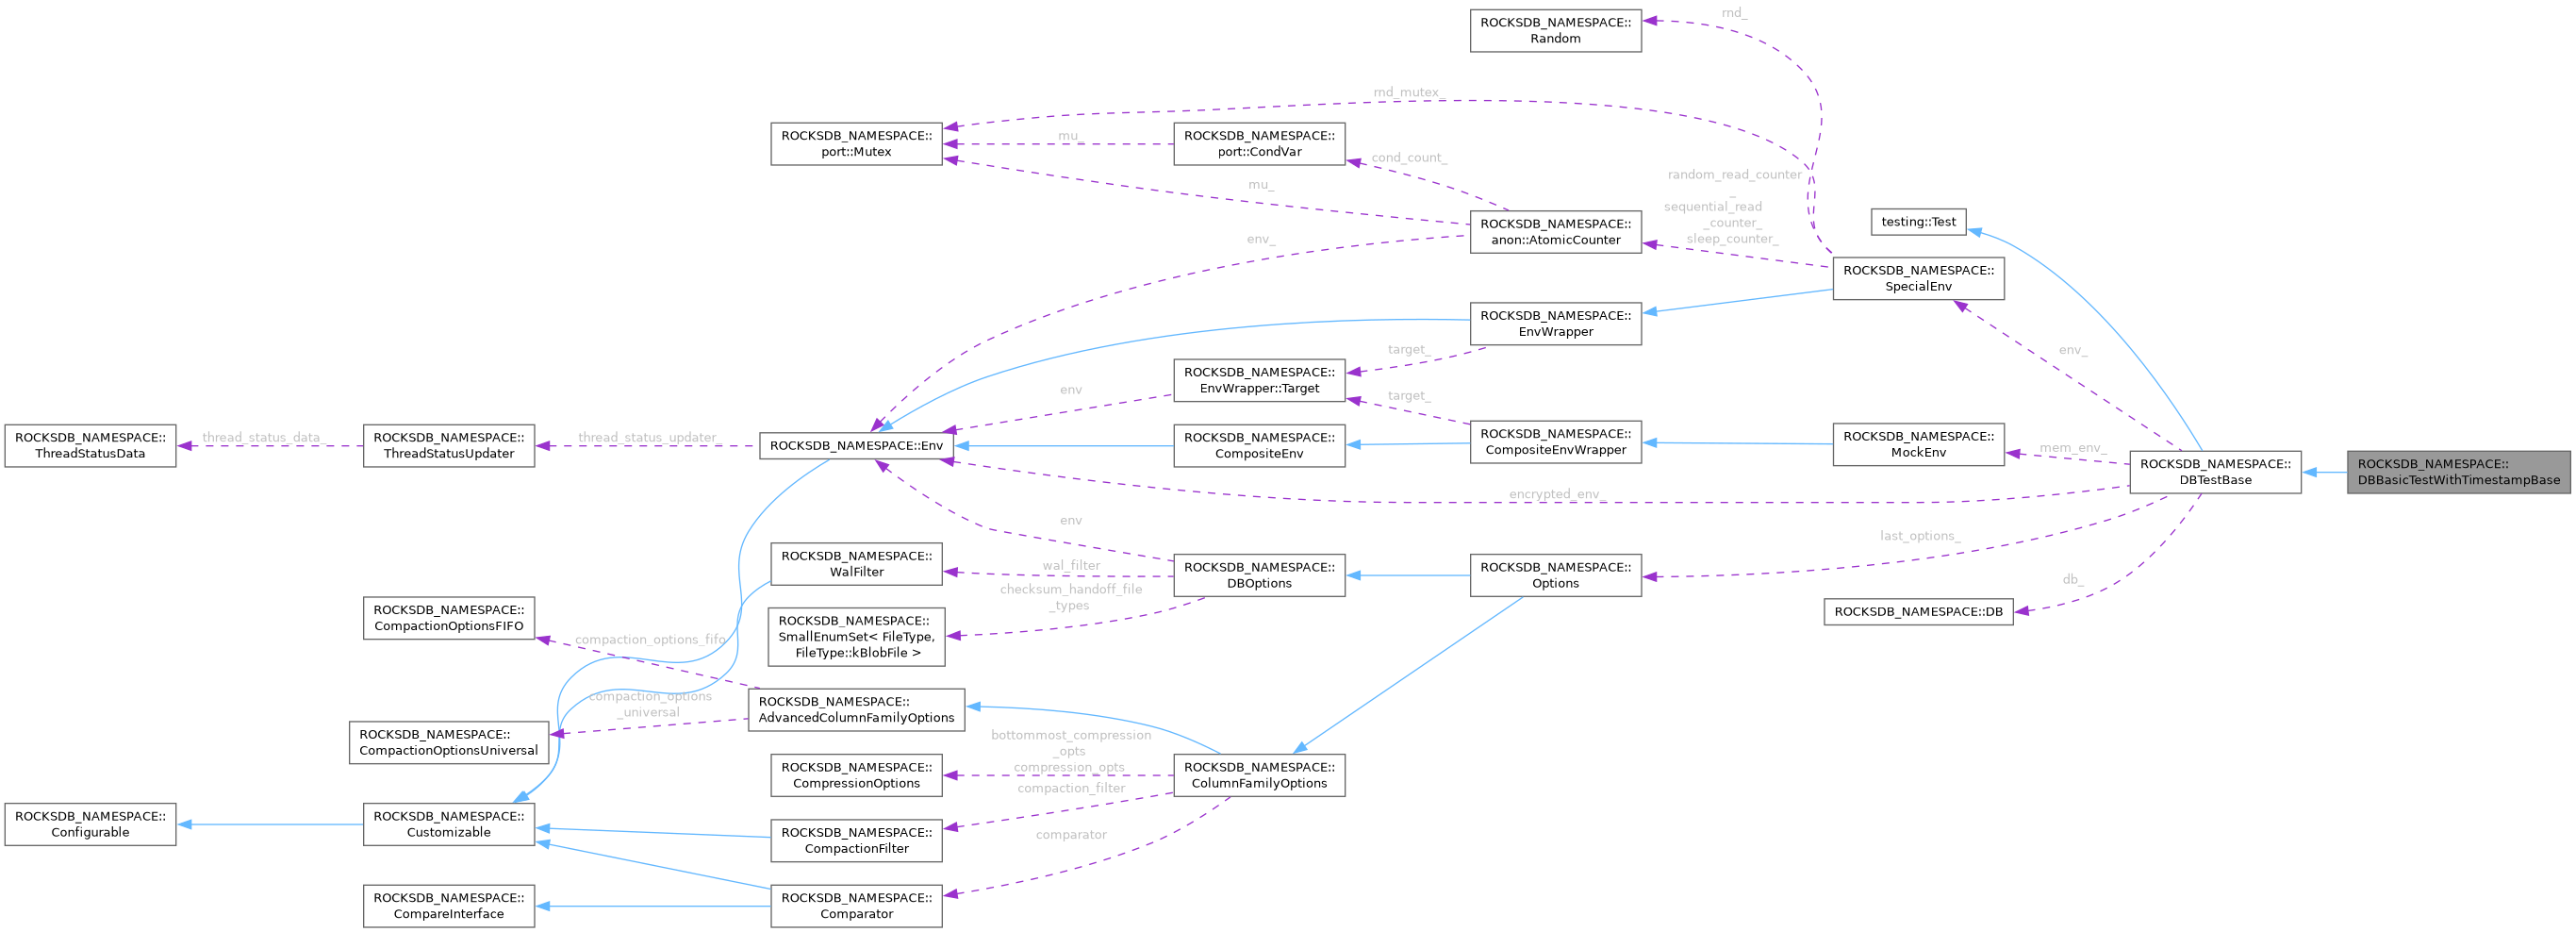 ROCKSDB_NAMESPACE::
Random
rnd_
rnd_mutex_
ROCKSDB_NAMESPACE::
port::Mutex
mu_
ROCKSDB_NAMESPACE::
port::CondVar
cond_count_
mu_
random_read_counter
_
sequential_read
_counter_
sleep_counter_
ROCKSDB_NAMESPACE::
anon::AtomicCounter
testing::Test
env_
ROCKSDB_NAMESPACE::
SpecialEnv
ROCKSDB_NAMESPACE::
EnvWrapper
target_
env_
ROCKSDB_NAMESPACE::
EnvWrapper::Target
env
target_
ROCKSDB_NAMESPACE::
ThreadStatusData
thread_status_data_
ROCKSDB_NAMESPACE::
ThreadStatusUpdater
thread_status_updater_
ROCKSDB_NAMESPACE::Env
ROCKSDB_NAMESPACE::
CompositeEnv
ROCKSDB_NAMESPACE::
CompositeEnvWrapper
ROCKSDB_NAMESPACE::
MockEnv
mem_env_
ROCKSDB_NAMESPACE::
DBTestBase
ROCKSDB_NAMESPACE::
DBBasicTestWithTimestampBase
encrypted_env_
env
last_options_
ROCKSDB_NAMESPACE::
WalFilter
wal_filter
checksum_handoff_file
_types
ROCKSDB_NAMESPACE::
DBOptions
ROCKSDB_NAMESPACE::
Options
db_
ROCKSDB_NAMESPACE::DB
ROCKSDB_NAMESPACE::
CompactionOptionsFIFO
compaction_options_fifo
ROCKSDB_NAMESPACE::
SmallEnumSet< FileType,
FileType::kBlobFile >
compaction_options
_universal
ROCKSDB_NAMESPACE::
AdvancedColumnFamilyOptions
ROCKSDB_NAMESPACE::
CompactionOptionsUniversal
bottommost_compression
_opts
compression_opts
ROCKSDB_NAMESPACE::
CompressionOptions
ROCKSDB_NAMESPACE::
ColumnFamilyOptions
compaction_filter
ROCKSDB_NAMESPACE::
Configurable
ROCKSDB_NAMESPACE::
Customizable
ROCKSDB_NAMESPACE::
CompactionFilter
comparator
ROCKSDB_NAMESPACE::
CompareInterface
ROCKSDB_NAMESPACE::
Comparator